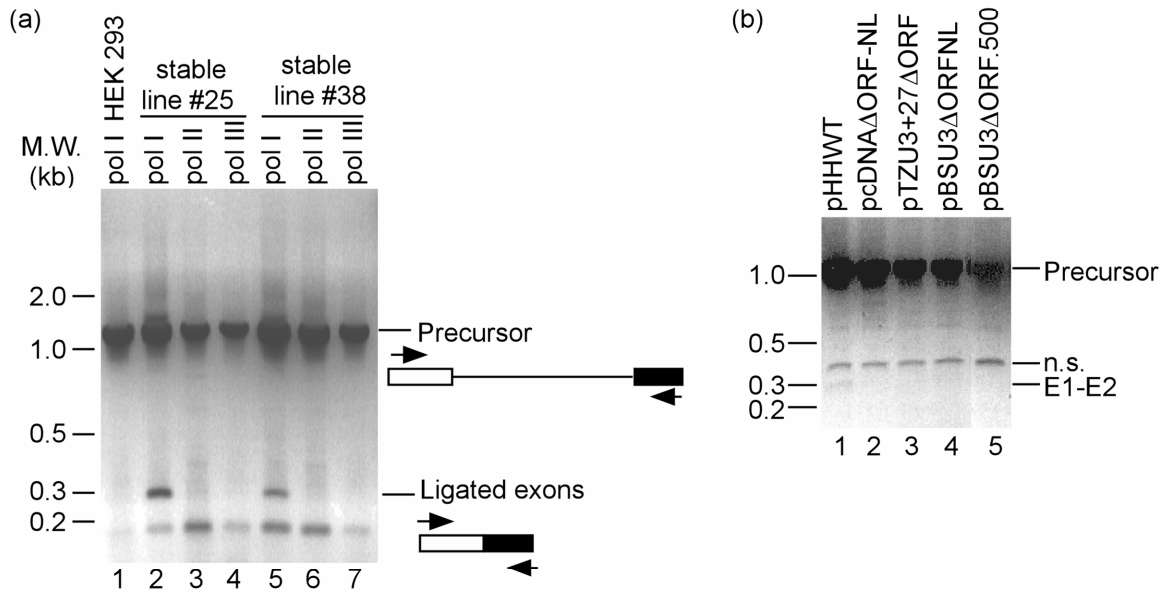 (a)
HEK 293
stable line #25
stable line #38
M.W. (kb)
pol I
pol I
pol II
pol III
pol I
pol II
pol III
2.0
1.0
0.5
0.3
0.2
Precursor
Ligated exons
1 2 3 4 5 6 7
(b)
pHHWT
pcDNAΔORF-NL
pTZU3+27ΔORF
pBSU3ΔORFNL
pBSU3ΔORF.500
1.0
0.5
0.3
0.2
Precursor
n.s.
E1-E2
1 2 3 4 5